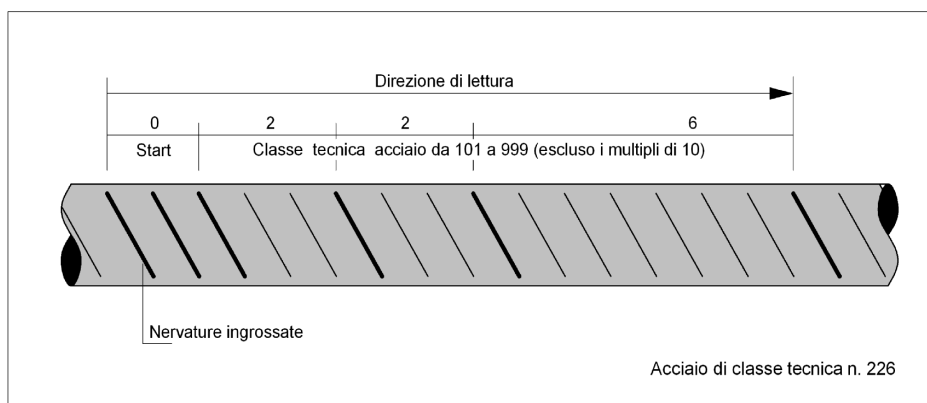 Direzione di lettura
0 2 2 6
Start Classe tecnica acciaio da 101 a 999 (escluso i multipli di 10)
Nervature ingrossate
Acciaio di classe tecnica n. 226